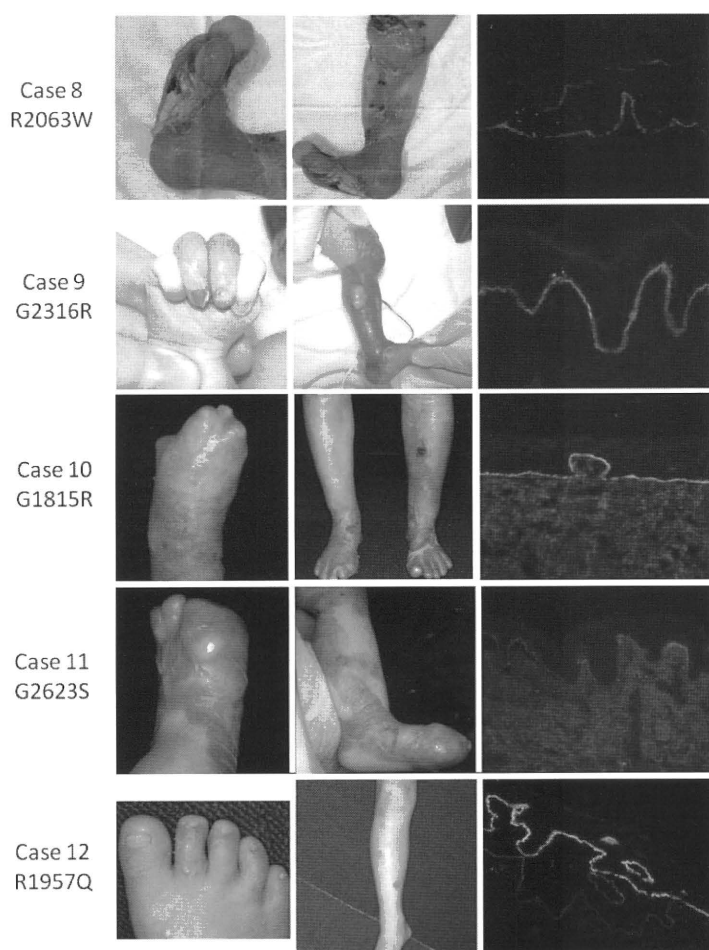 Case 8
R2063W
Case 9
G2316R
Case 10
G1815R
Case 11
G2623S
Case 12
R1957Q